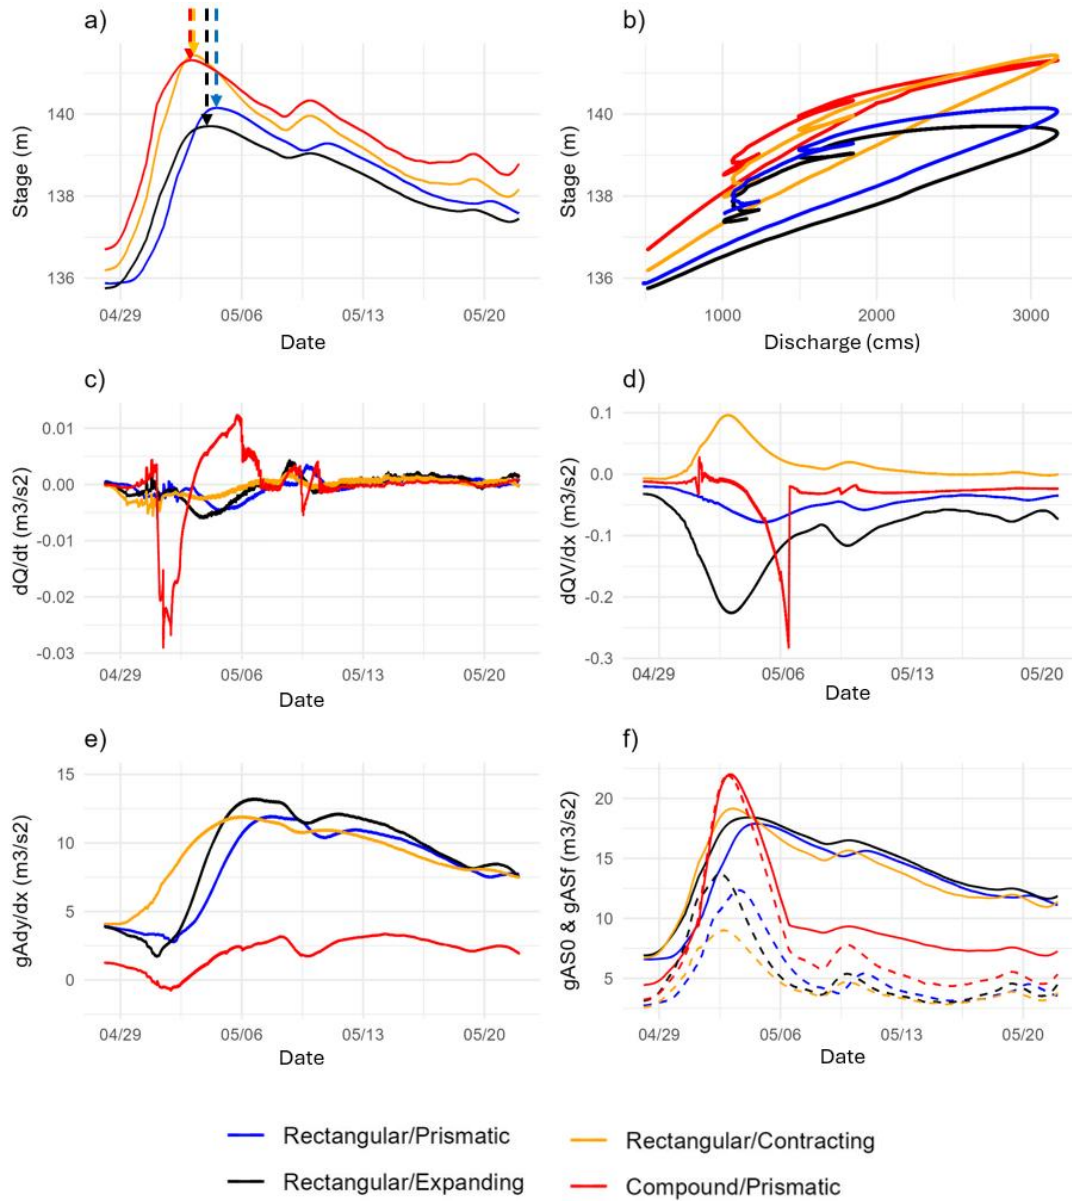 a)
Stage (m)
140
138
136
04/29
05/06
05/13
05/20
Date
b)
Stage (m)
140
138
136
1000
2000
3000
Discharge (cms)
c)
dQ/dt (m3/s2)
0.01
0.00
-0.01
-0.02
-0.03
04/29
05/06
05/13
05/20
Date
d)
dQV/dx (m3/s2)
0.1
0.0
-0.1
-0.2
-0.3
04/29
05/06
05/13
05/20
Date
e)
gAdy/dx (m3/s2)
15
10
5
0
04/29
05/06
05/13
05/20
Date
f)
gAS0 & gASf (m3/s2)
20
15
10
5
04/29
05/06
05/13
05/20
Date
Rectangular/Prismatic
Rectangular/Contracting
Rectangular/Expanding
Compound/Prismatic